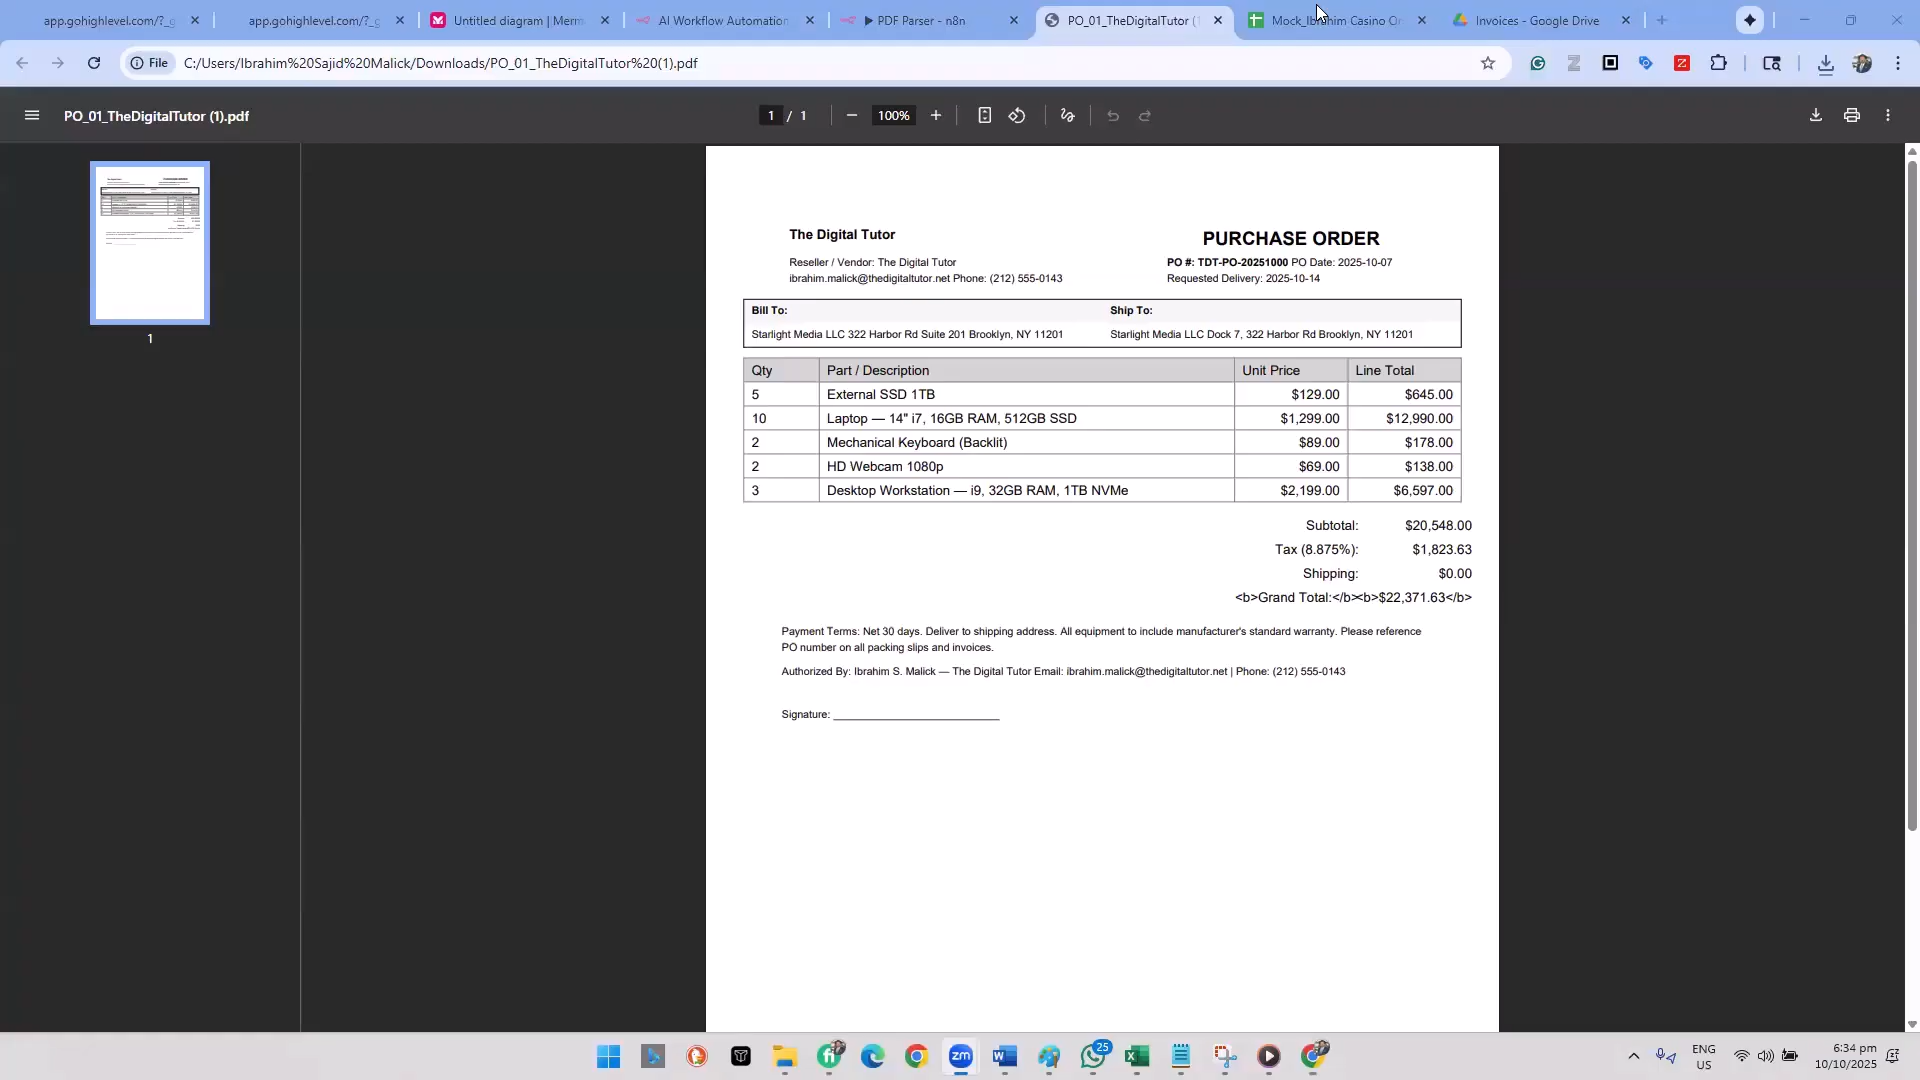 app.gohighlevel.com/?_g
app.gohighlevel.com/?_g
Untitled diagram | Merm
AI Workflow Automation
▶ PDF Parser - n8n
PO_01_TheDigitalTutor (1
Mock_Ibrahim Casino Or
Invoices - Google Drive
File C:/Users/Ibrahim%20Sajid%20Malick/Downloads/PO_01_TheDigitalTutor%20(1).pdf
PO_01_TheDigitalTutor (1).pdf
1 / 1
100%
1
The Digital Tutor
Reseller / Vendor: The Digital Tutor
ibrahim.malick@thedigitaltutor.net Phone: (212) 555-0143
PURCHASE ORDER
PO #: TDT-PO-20251000 PO Date: 2025-10-07
Requested Delivery: 2025-10-14
Bill To: Ship To:
Starlight Media LLC 322 Harbor Rd Suite 201 Brooklyn, NY 11201 Starlight Media LLC Dock 7, 322 Harbor Rd Brooklyn, NY 11201
Qty Part / Description Unit Price Line Total
5 External SSD 1TB $129.00 $645.00
10 Laptop — 14" i7, 16GB RAM, 512GB SSD $1,299.00 $12,990.00
2 Mechanical Keyboard (Backlit) $89.00 $178.00
2 HD Webcam 1080p $69.00 $138.00
3 Desktop Workstation — i9, 32GB RAM, 1TB NVMe $2,199.00 $6,597.00
Subtotal: $20,548.00
Tax (8.875%): $1,823.63
Shipping: $0.00
<b>Grand Total:</b><b>$22,371.63</b>
Payment Terms: Net 30 days. Deliver to shipping address. All equipment to include manufacturer's standard warranty. Please reference
PO number on all packing slips and invoices.
Authorized By: Ibrahim S. Malick — The Digital Tutor Email: ibrahim.malick@thedigitaltutor.net | Phone: (212) 555-0143
Signature: ____________________________
zm
25
ENG
US
6:34 pm
10/10/2025